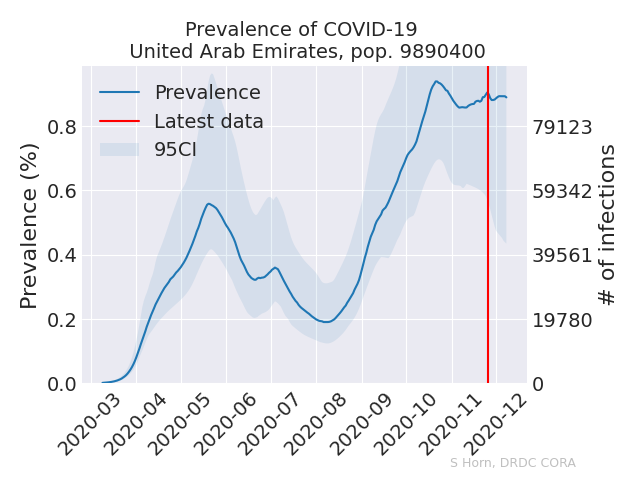 Prevalence of COVID-19
United Arab Emirates, pop. 9890400
Prevalence
Latest data
95CI
Prevalence (%)
0.8
0.6
0.4
0.2
0.0
79123
59342
39561
19780
0
# of infections
2020-03
2020-04
2020-05
2020-06
2020-07
2020-08
2020-09
2020-10
2020-11
2020-12
S Horn, DRDC CORA